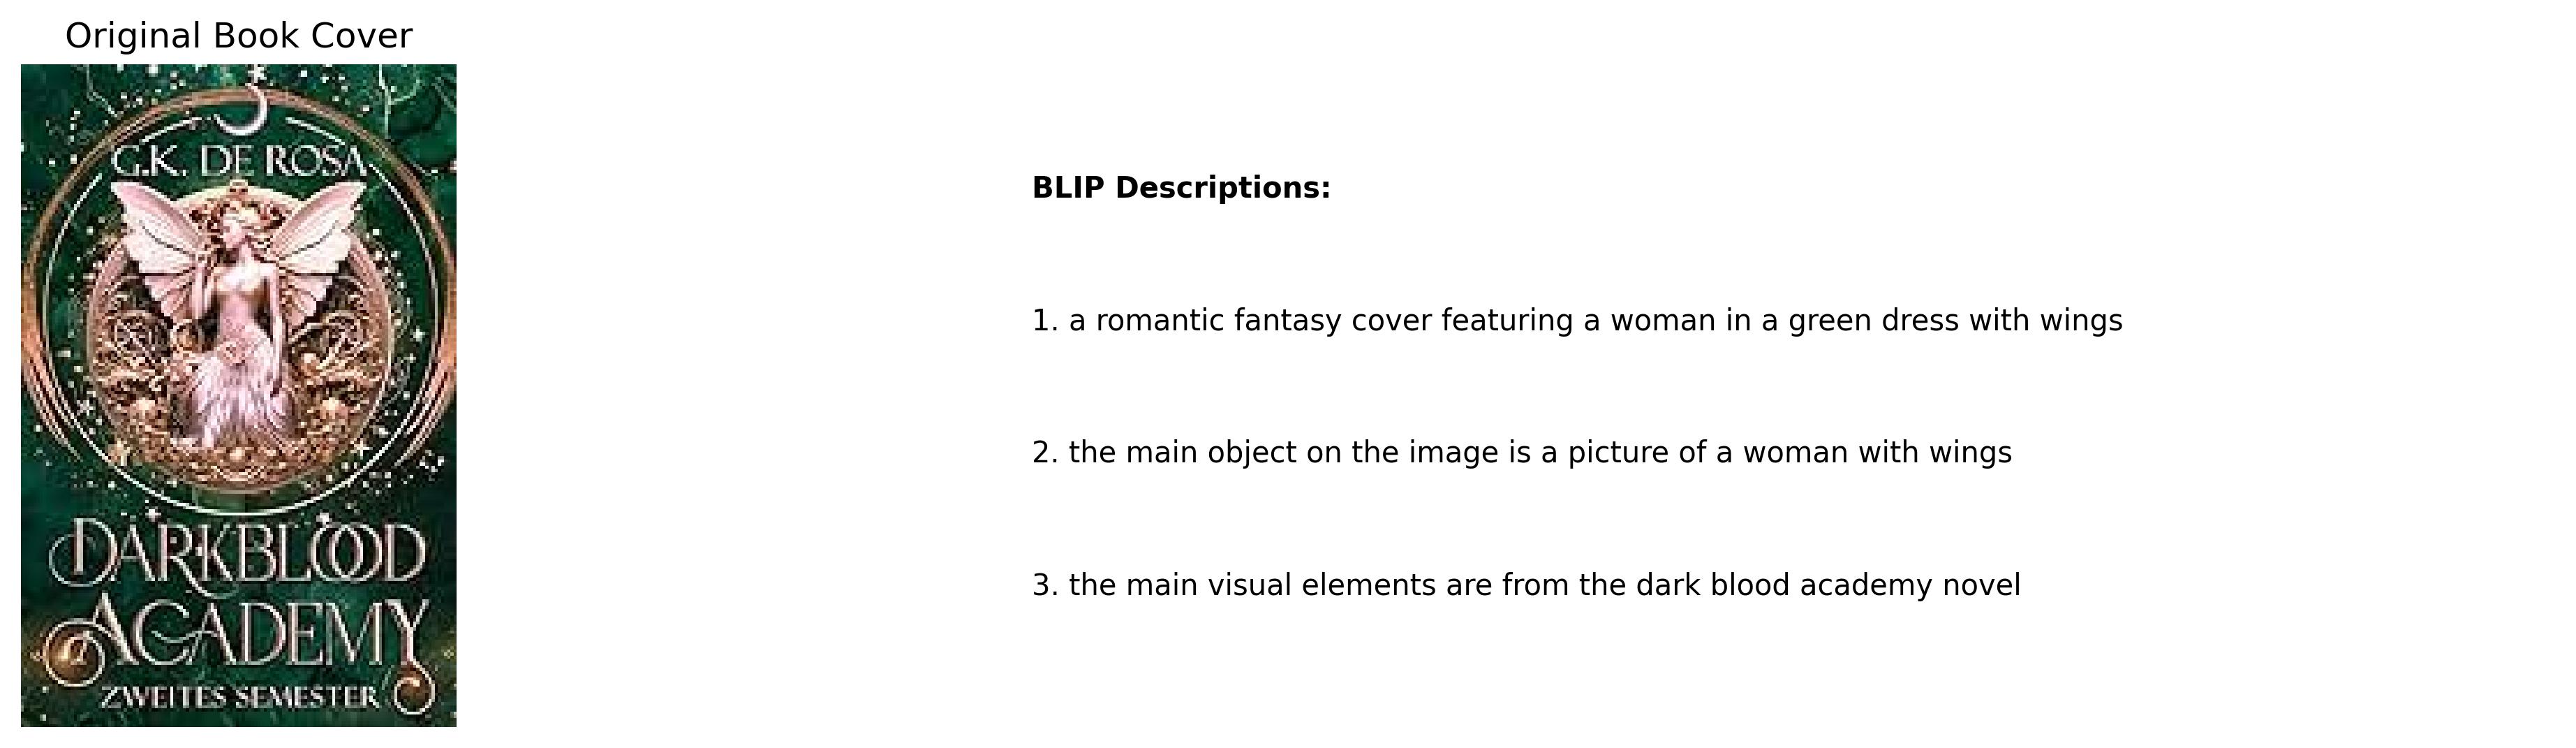 Original Book Cover
G.K. DE ROSA
DARKBLOOD
ACADEMY
ZWEITES SEMESTER
BLIP Descriptions:
1. a romantic fantasy cover featuring a woman in a green dress with wings
2. the main object on the image is a picture of a woman with wings
3. the main visual elements are from the dark blood academy novel